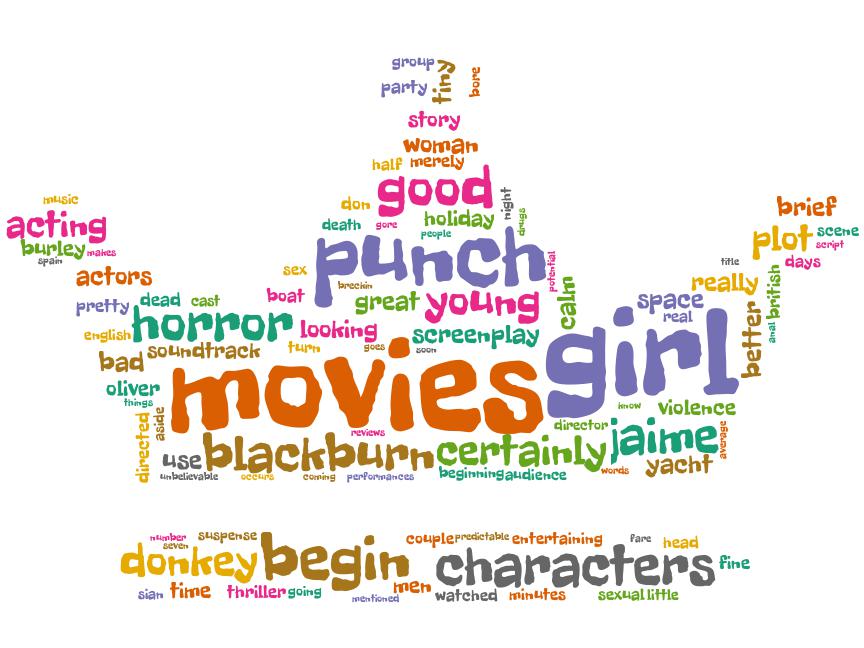 group
tiny
bore
party
story
woman
half merely
good
night
don
holiday
drugs
death gore
people
punch
potential
music
acting
burley makes
spain
actors
brief
plot scene
script
title days
really
british
anal
better
sex
breckin
boat
great young
calm
space
real
pretty dead cast
horror looking
screenplay
girl
english
turn goes soon
bad soundtrack
movies
oliver
things
directed
aside
reviews
know violence
director
jaime
average
use blackburn certainly
yacht
unbelievable occurs coming performances beginning audience words
number suspense couple predictable entertaining fare head
seven
donkey begin characters fine
sian time thriller going mentioned men watched minutes sexual little